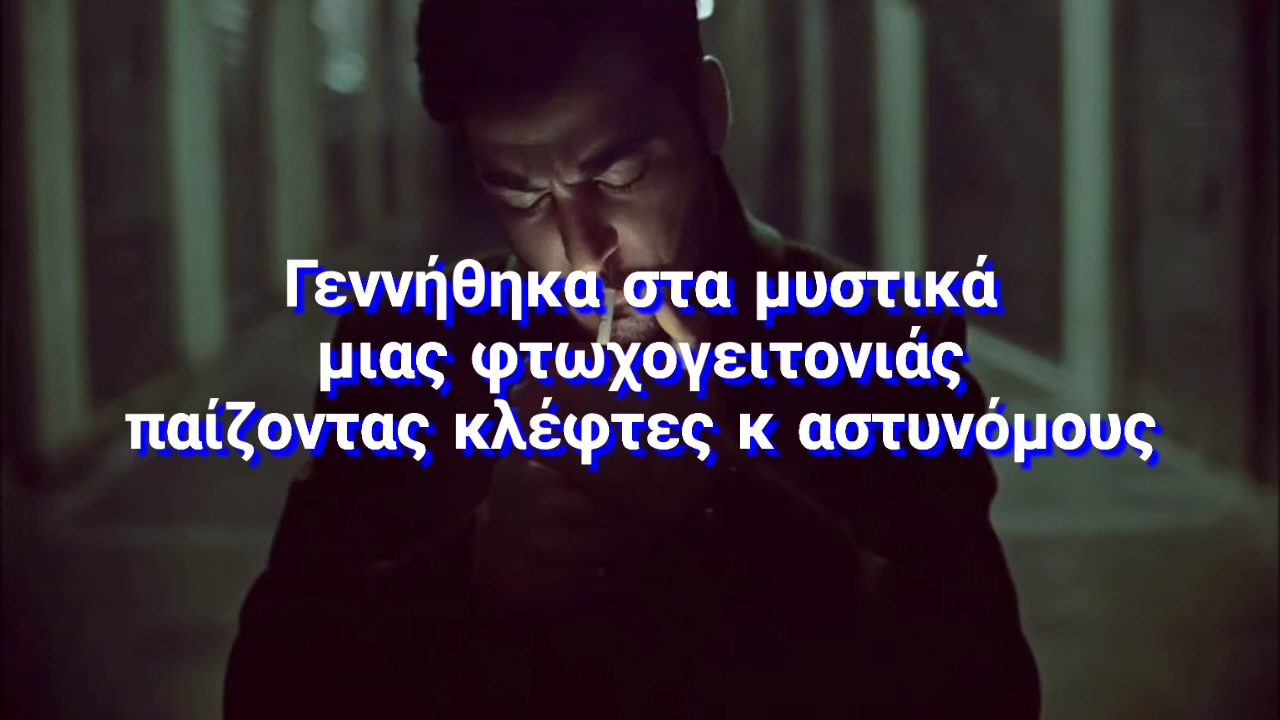 Γεννήθηκα στα μυστικά
μιας φτωχογειτονιάς
παίζοντας κλέφτες κ αστυνόμους